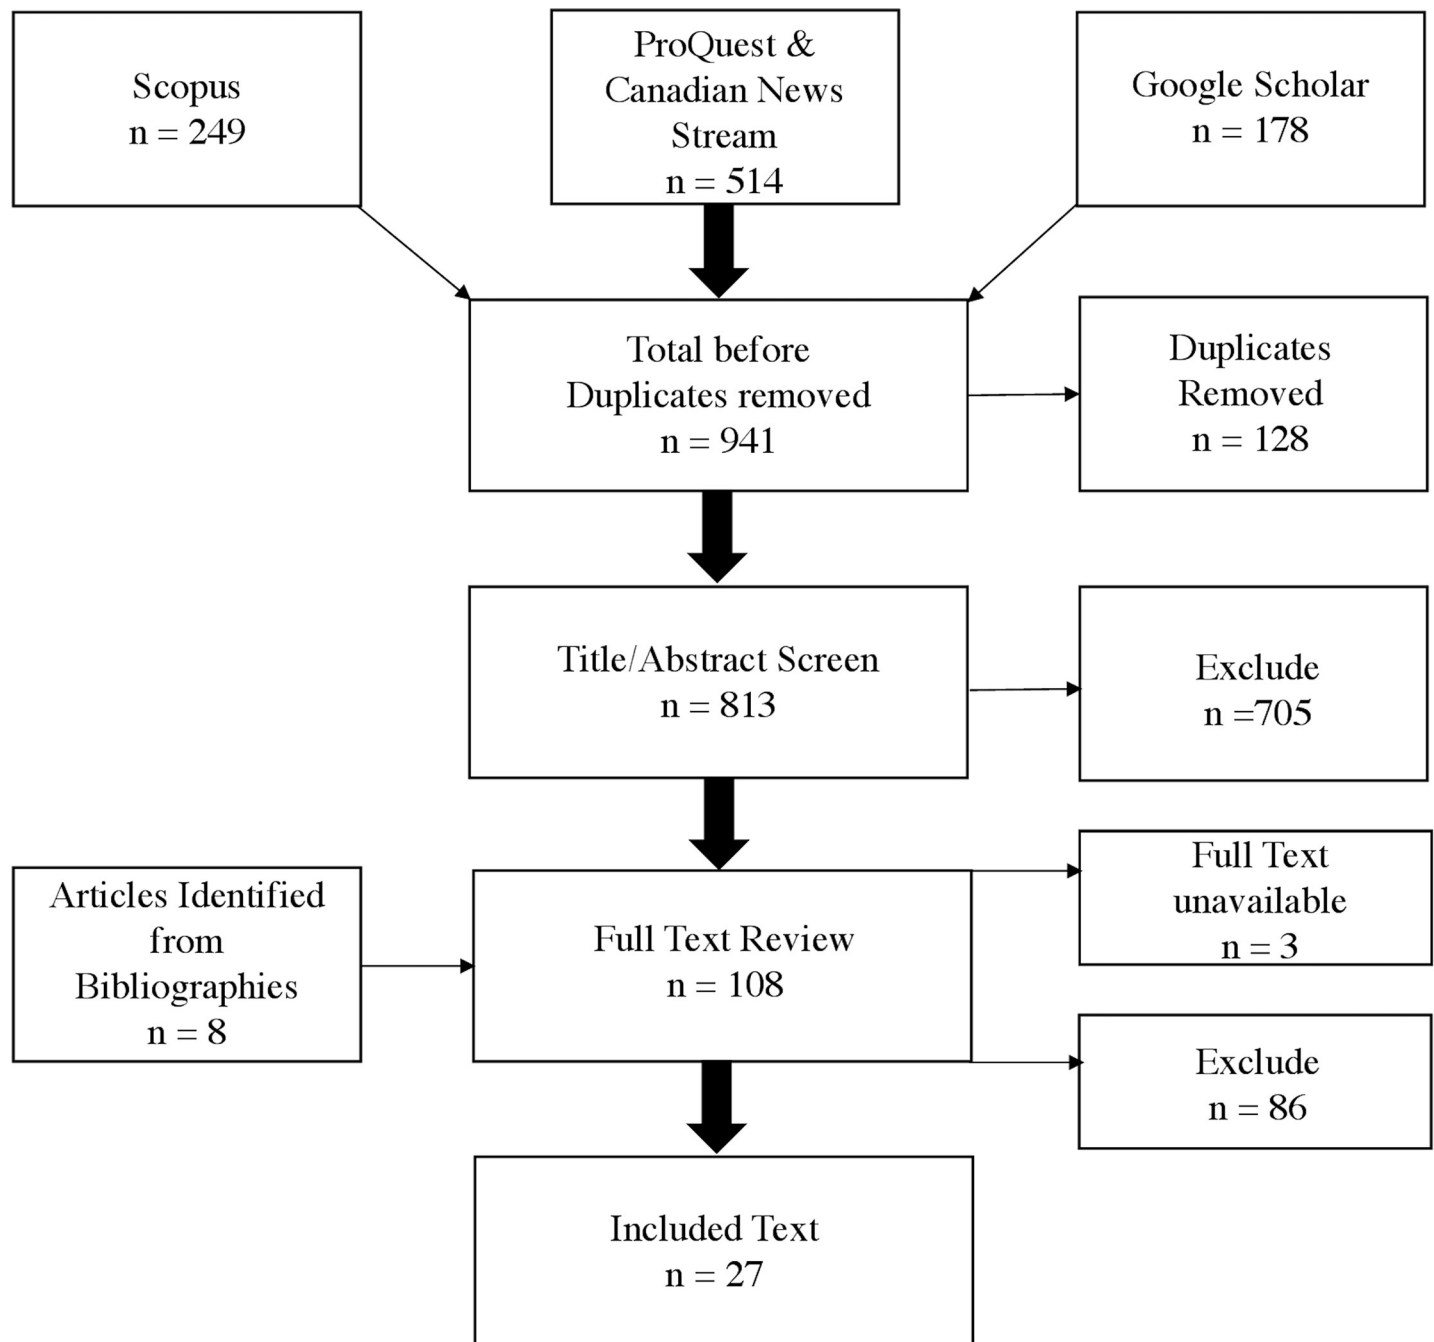 Scopus
n = 249
ProQuest &
Canadian News
Stream
n = 514
Google Scholar
n = 178
Total before
Duplicates removed
n = 941
Duplicates
Removed
n = 128
Title/Abstract Screen
n = 813
Exclude
n =705
Articles Identified
from
Bibliographies
n = 8
Full Text Review
n = 108
Full Text
unavailable
n = 3
Exclude
n = 86
Included Text
n = 27